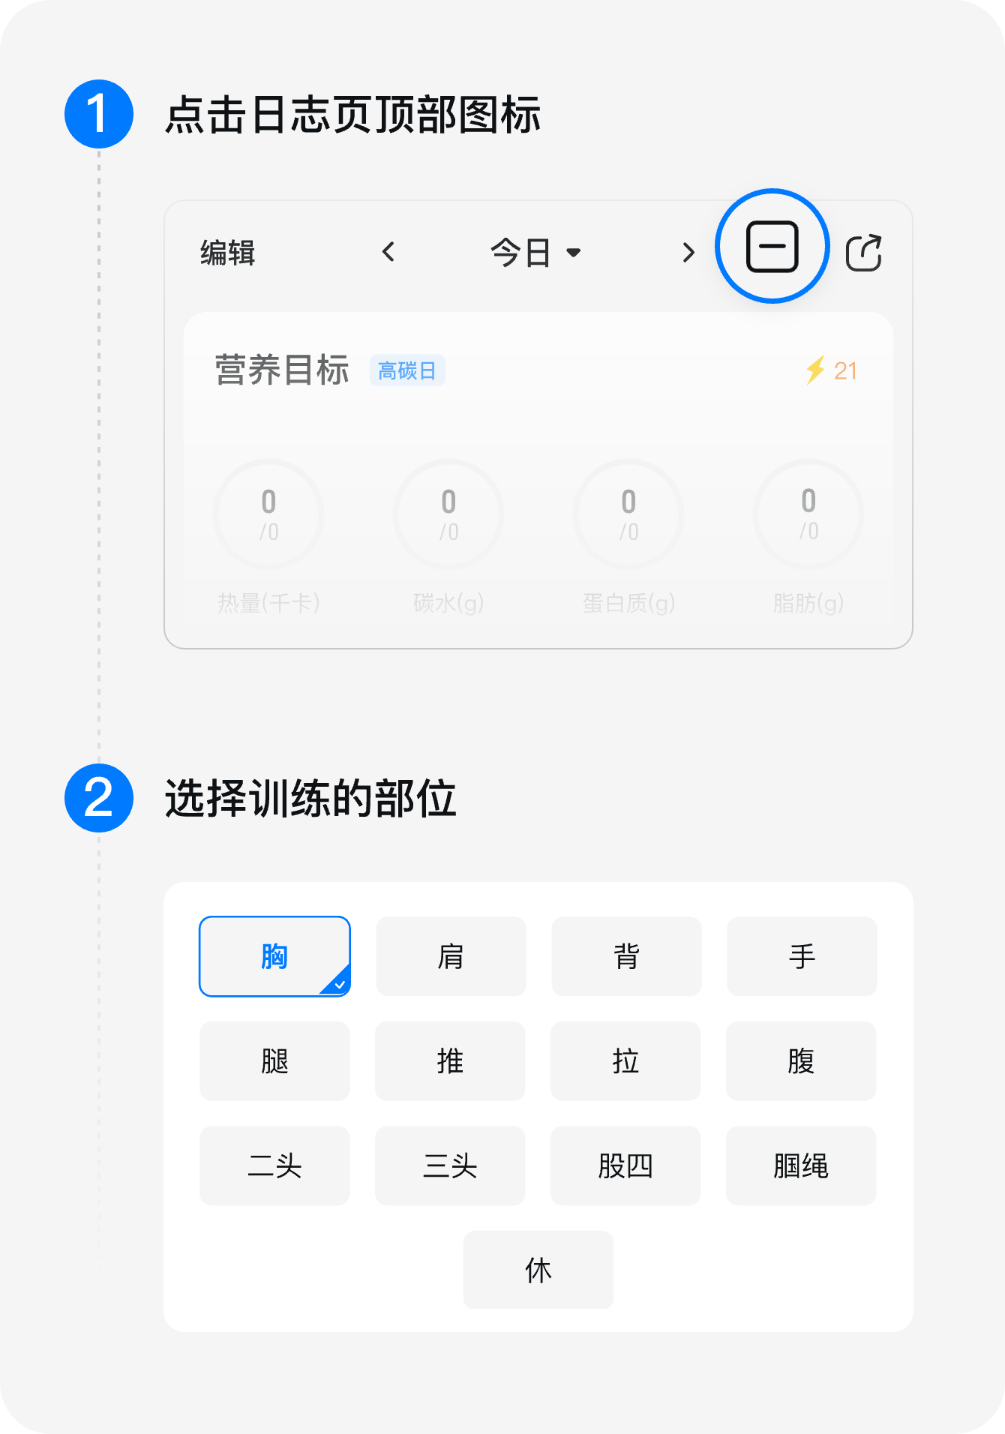 1 点击日志页顶部图标
编辑 今日
营养目标 高碳日 21
0 0 0 0
/0 /0 /0 /0
热量(千卡) 碳水(g) 蛋白质(g) 脂肪(g)
2 选择训练的部位
胸 肩 背 手
腿 推 拉 腹
二头 三头 股四 腘绳
休